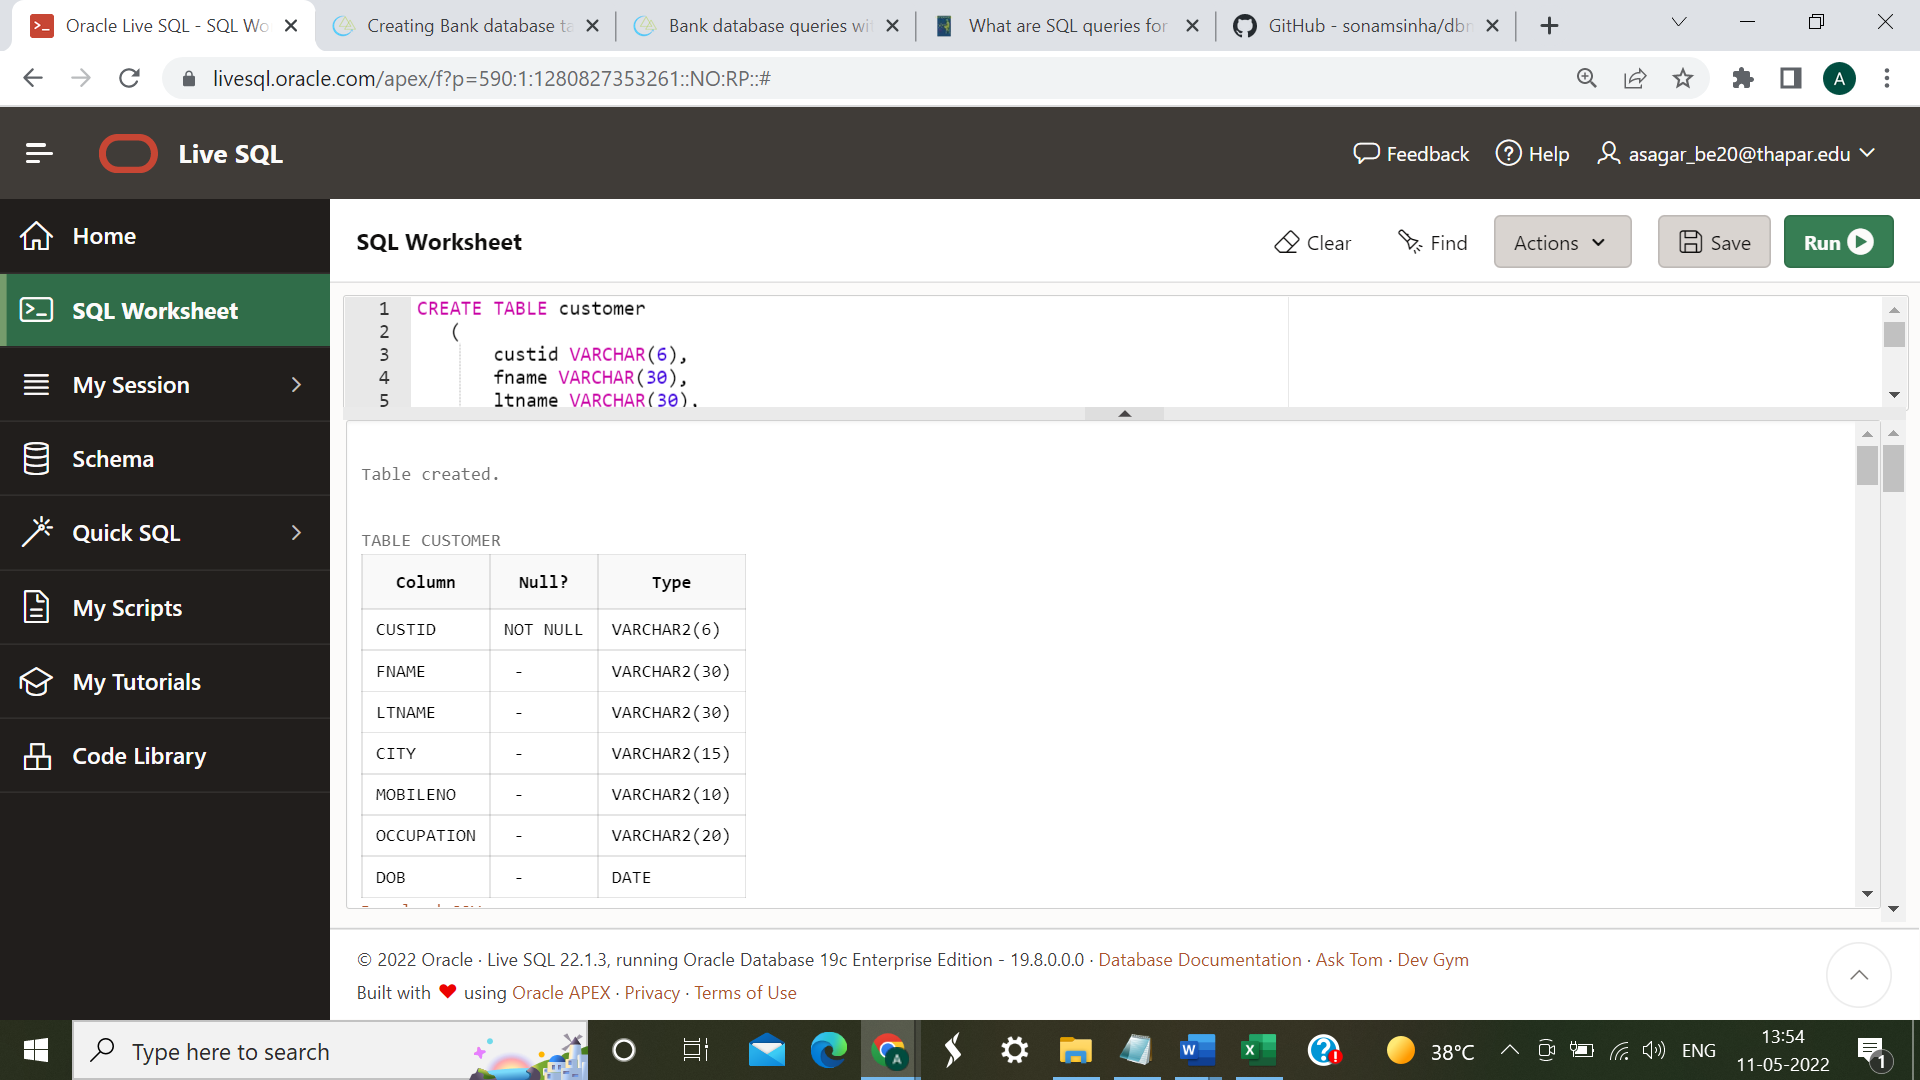 Oracle Live SQL - SQL Wo
Creating Bank database ta
Bank database queries wi
What are SQL queries for
GitHub - sonamsinha/dbm
livesql.oracle.com/apex/f?p=590:1:1280827353261::NO:RP::#
A
Live SQL
Feedback
Help
asagar_be20@thapar.edu
Home
SQL Worksheet
My Session
Schema
Quick SQL
My Scripts
My Tutorials
Code Library
SQL Worksheet
Clear
Find
Actions
Save
Run
1 CREATE TABLE customer
2 (
3 custid VARCHAR(6),
4 fname VARCHAR(30),
5 ltname VARCHAR(30),
Table created.
TABLE CUSTOMER
Column Null? Type
CUSTID NOT NULL VARCHAR2(6)
FNAME - VARCHAR2(30)
LTNAME - VARCHAR2(30)
CITY - VARCHAR2(15)
MOBILENO - VARCHAR2(10)
OCCUPATION - VARCHAR2(20)
DOB - DATE
© 2022 Oracle · Live SQL 22.1.3, running Oracle Database 19c Enterprise Edition - 19.8.0.0.0 · Database Documentation · Ask Tom · Dev Gym
Built with ♥ using Oracle APEX · Privacy · Terms of Use
Type here to search
38°C
ENG
13:54
11-05-2022
1